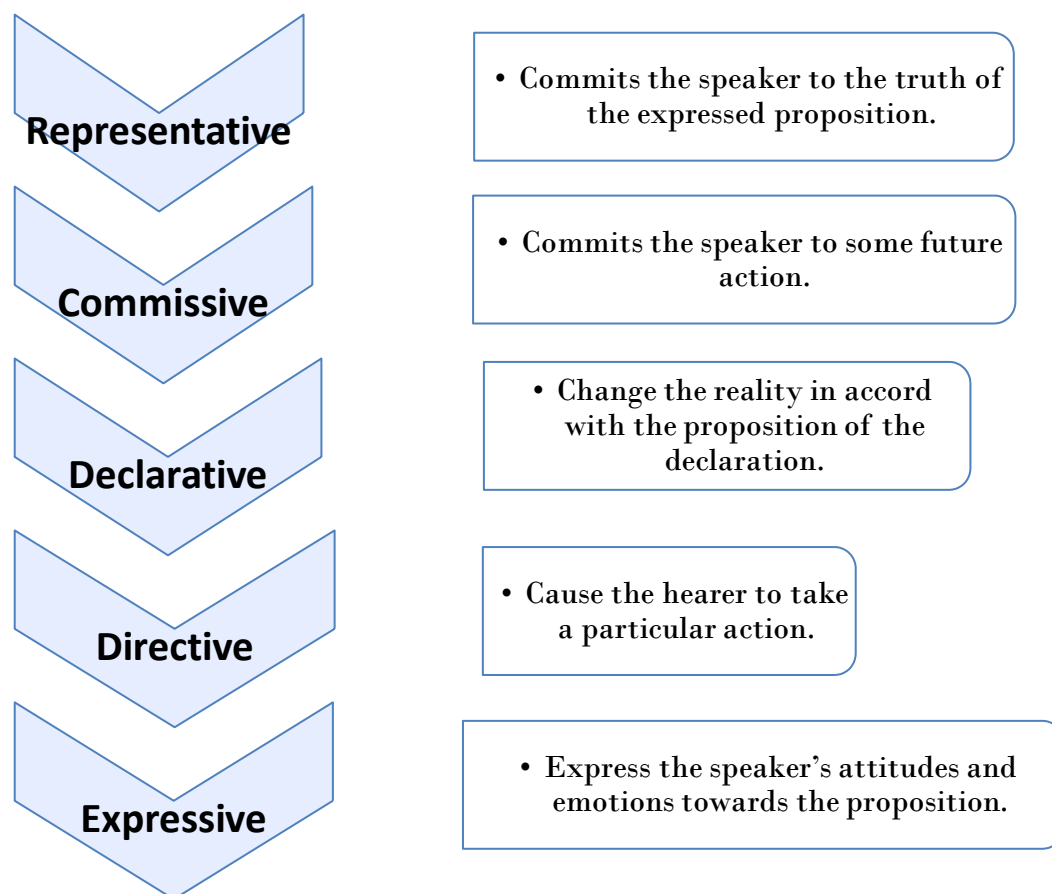 Representative
• Commits the speaker to the truth of
the expressed proposition.
Commissive
• Commits the speaker to some future
action.
Declarative
• Change the reality in accord
with the proposition of the
declaration.
Directive
• Cause the hearer to take
a particular action.
Expressive
• Express the speaker’s attitudes and
emotions towards the proposition.